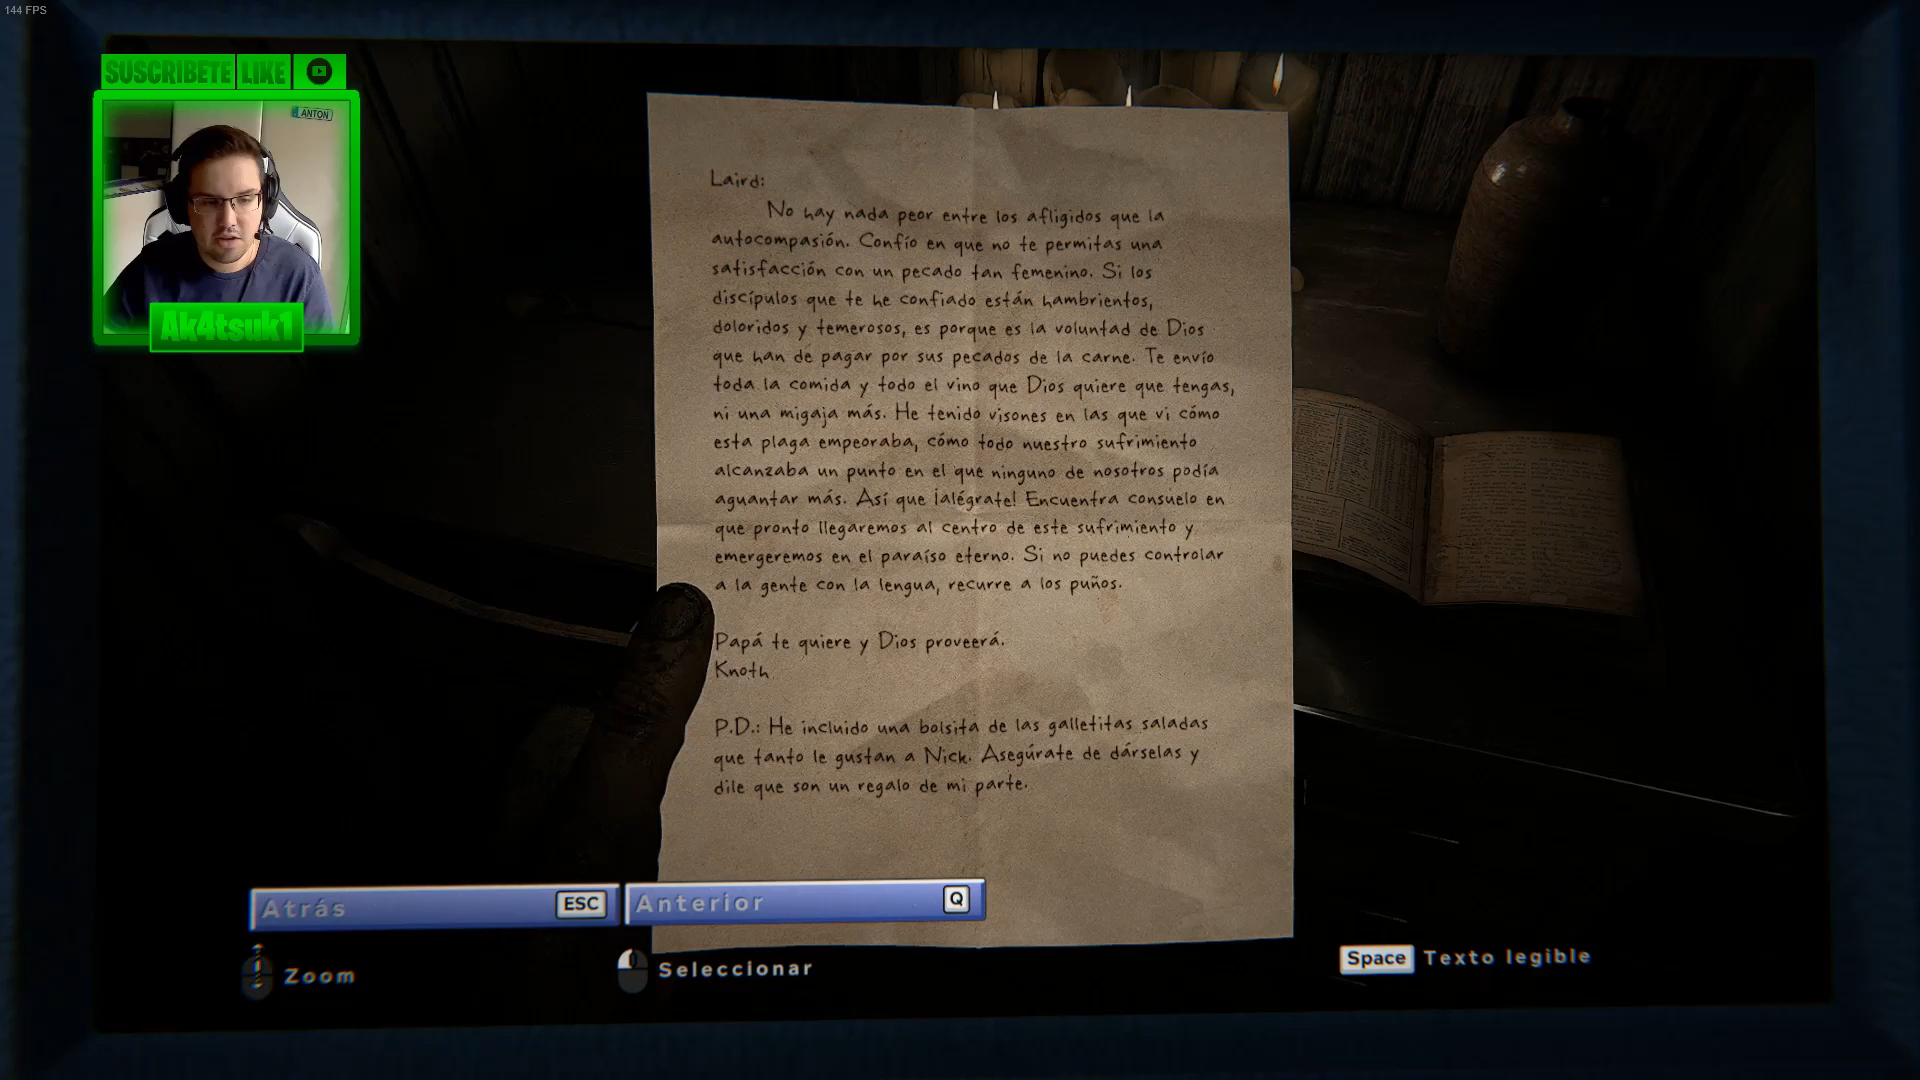 144 FPS
SUSCRIBETE LIKE
ANTON
Ak4tsuk1
Laird:
No hay nada peor entre los afligidos que la
autocompasión. Confío en que no te permitas una
satisfacción con un pecado tan femenino. Si los
discípulos que te he confiado están hambrientos,
doloridos y temerosos, es porque es la voluntad de Dios
que han de pagar por sus pecados de la carne. Te envío
toda la comida y todo el vino que Dios quiere que tengas,
ni una migaja más. He tenido visones en las que vi cómo
esta plaga empeoraba, cómo todo nuestro sufrimiento
alcanzaba un punto en el que ninguno de nosotros podía
aguantar más. Así que ¡alégrate! Encuentra consuelo en
que pronto llegaremos al centro de este sufrimiento y
emergeremos en el paraíso eterno. Si no puedes controlar
a la gente con la lengua, recurre a los puños.
Papá te quiere y Dios proveerá.
Knoth
P.D.: He incluido una bolsita de las galletitas saladas
que tanto le gustan a Nick. Asegúrate de dárselas y
dile que son un regalo de mi parte.
Atrás ESC Anterior Q
Zoom Seleccionar Space Texto legible